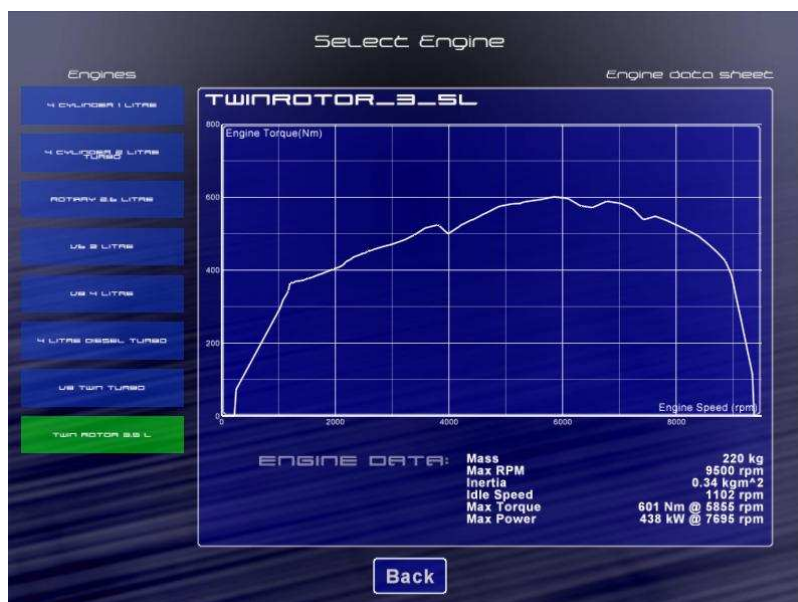 Select Engine
Engines
Engine data sheet
4 CYLINDER 1 LITRE
4 CYLINDER 2 LITRE
TURBO
ROTARY 2.6 LITRE
V6 2 LITRE
V8 4 LITRE
4 LITRE DIESEL TURBO
V8 TWIN TURBO
TWIN ROTOR 3.5 L
TWINROTOR_3_5L
800
Engine Torque(Nm)
600
400
200
0
Engine Speed (rpm)
0 2000 4000 6000 8000
ENGINE DATA:
Mass 220 kg
Max RPM 9500 rpm
Inertia 0.34 kgm^2
Idle Speed 1102 rpm
Max Torque 601 Nm @ 5855 rpm
Max Power 438 kW @ 7695 rpm
Back